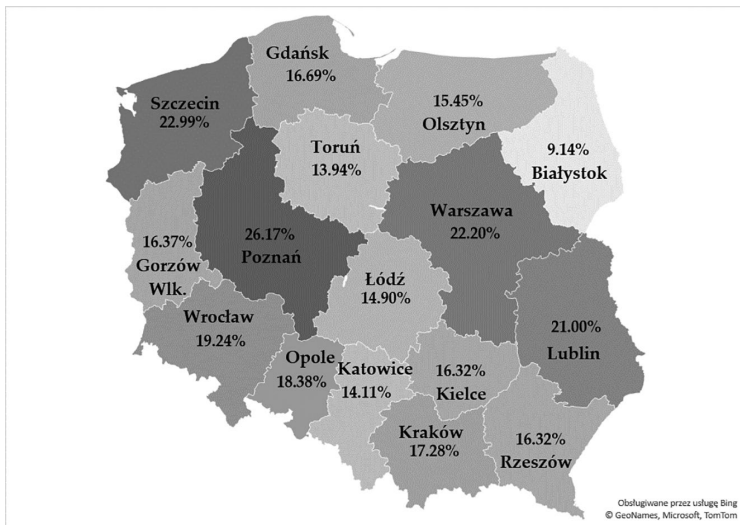 Gdańsk
16.69%
Szczecin
22.99%
15.45%
Olsztyn
Toruń
13.94%
9.14%
Białystok
Warszawa
22.20%
16.37%
Gorzów
Wlk.
26.17%
Poznań
Łódź
14.90%
Wrocław
19.24%
21.00%
Lublin
Opole
18.38%
Katowice
14.11%
16.32%
Kielce
Kraków
17.28%
16.32%
Rzeszów
Obsługiwane przez usługę Bing
© GeoNames, Microsoft, TomTom